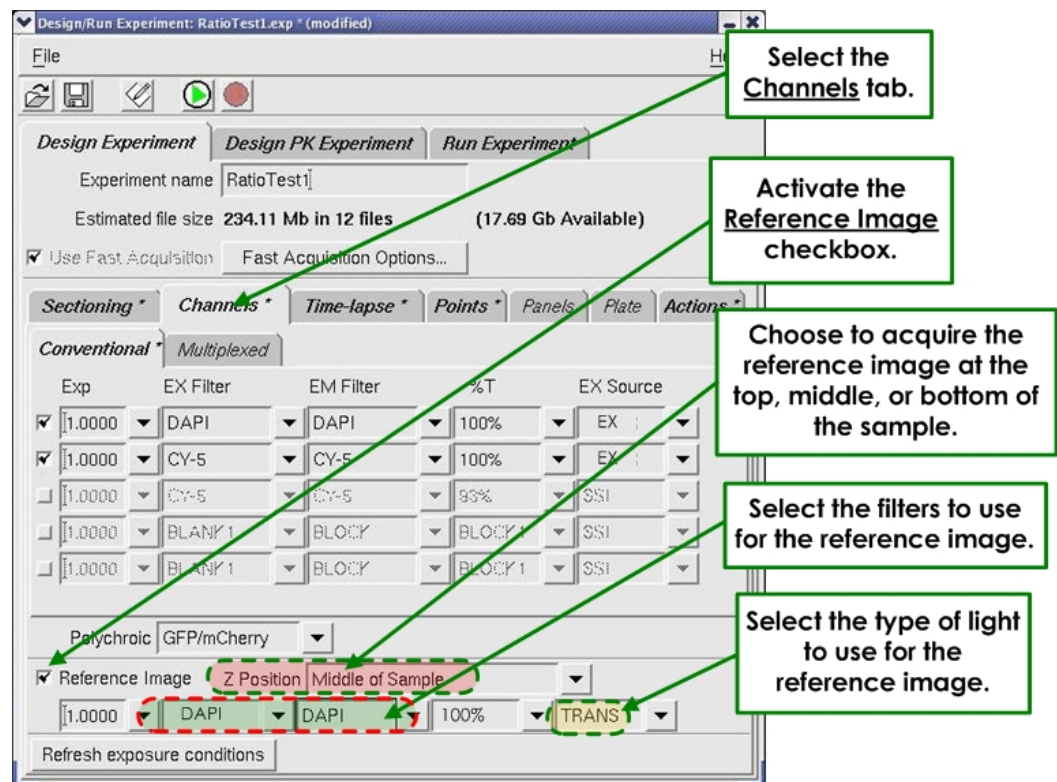 Design/Run Experiment: RatioTest1.exp * (modified)
File
Select the
Channels tab.
Design Experiment Design PK Experiment Run Experiment
Experiment name RatioTest1
Estimated file size 234.11 Mb in 12 files (17.69 Gb Available)
Use Fast Acquisition Fast Acquisition Options...
Activate the
Reference Image
checkbox.
Sectioning * Channels * Time-lapse * Points * Panels Plate Actions *
Conventional * Multiplexed
Choose to acquire the
reference image at the
top, middle, or bottom of
the sample.
Exp EX Filter EM Filter %T EX Source
1.0000 DAPI DAPI 100% EX
1.0000 CY-5 CY-5 100% EX
1.0000 CY-5 CY-5 93% SSI
1.0000 BLANK 1 BLOCK BLOCK 1 SSI
1.0000 BLANK 1 BLOCK BLOCK 1 SSI
Select the filters to use
for the reference image.
Polychroic GFP/mCherry
Reference Image Z Position Middle of Sample
1.0000 DAPI DAPI 100% TRANS
Select the type of light
to use for the
reference image.
Refresh exposure conditions